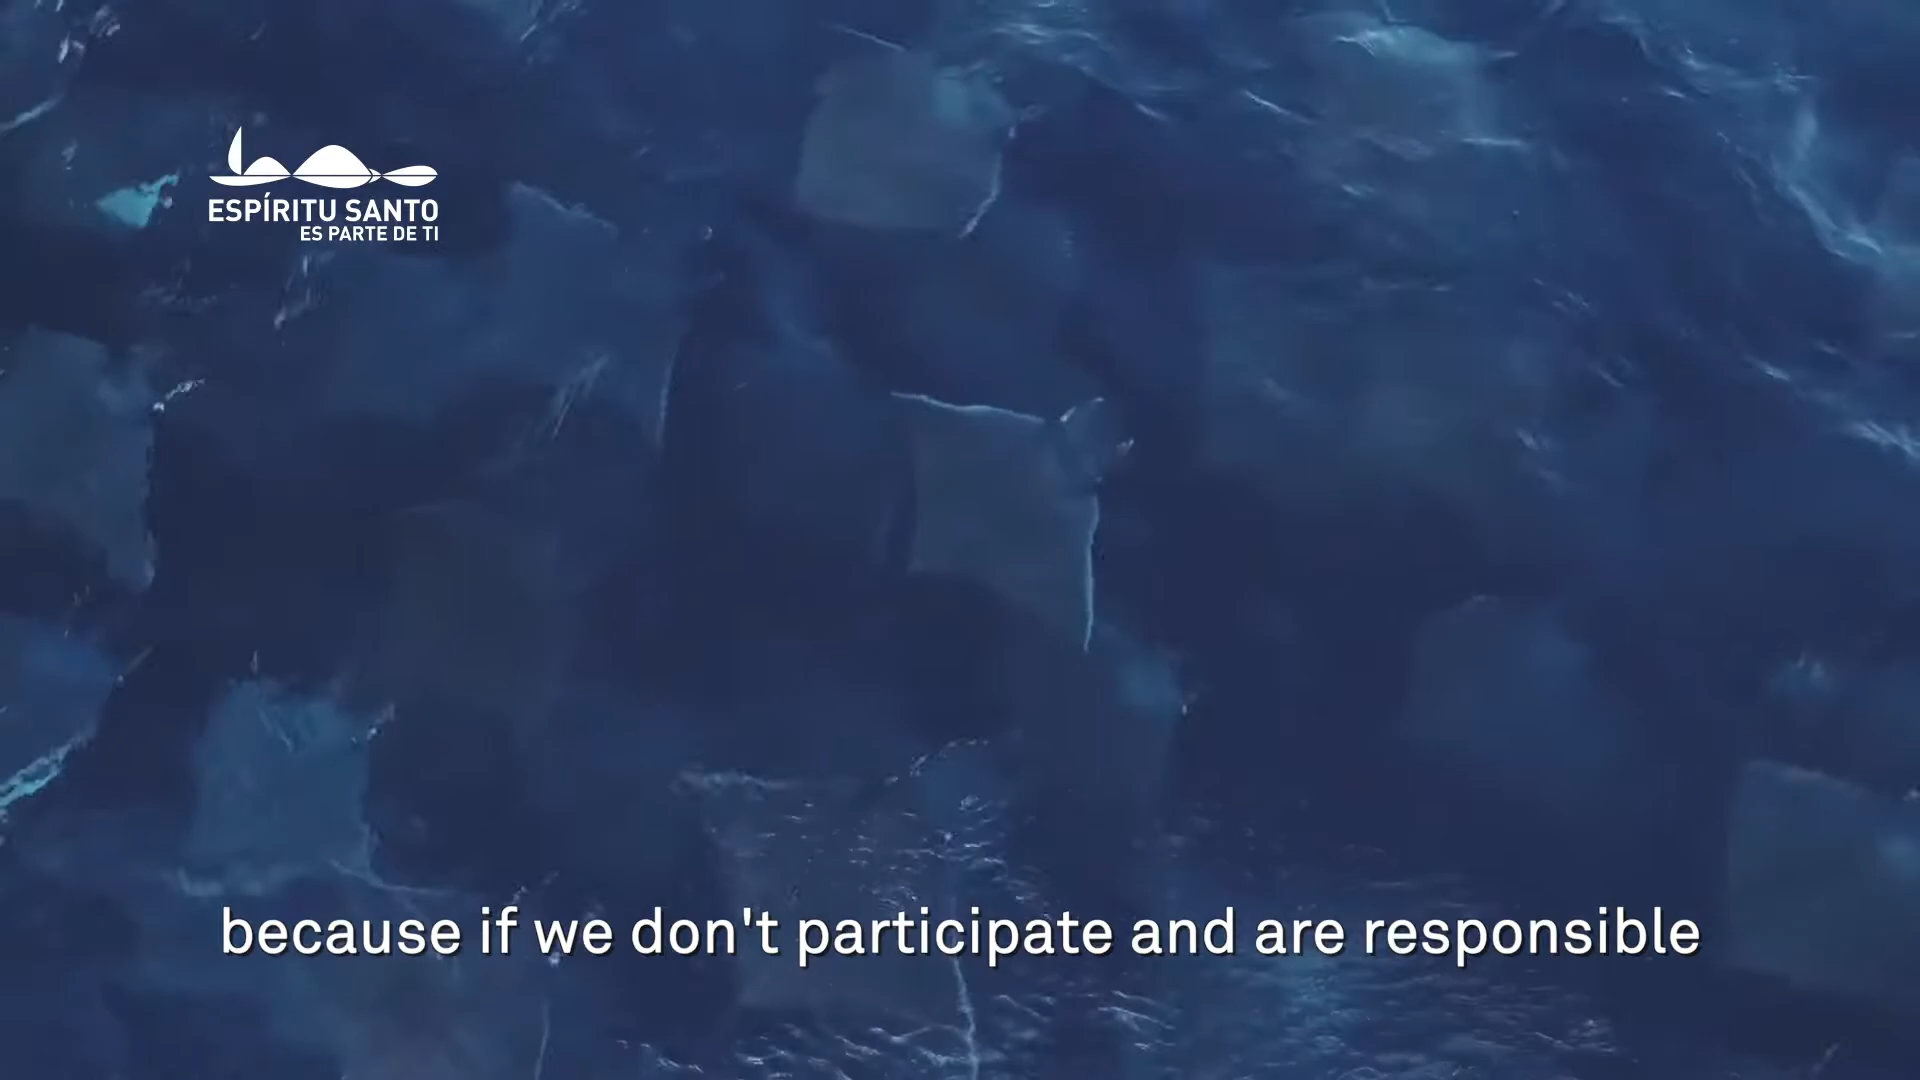 ESPÍRITU SANTO
ES PARTE DE TI
because if we don't participate and are responsible